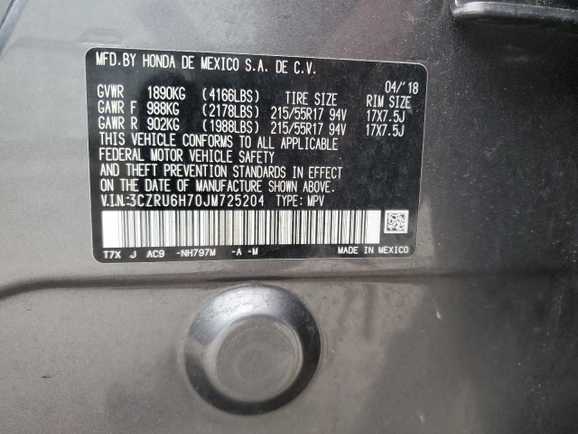 MFD.BY HONDA DE MEXICO S.A. DE C.V.
04/'18
GVWR 1890KG (4166LBS) TIRE SIZE RIM SIZE
GAWR F 988KG (2178LBS) 215/55R17 94V 17X7.5J
GAWR R 902KG (1988LBS) 215/55R17 94V 17X7.5J
THIS VEHICLE CONFORMS TO ALL APPLICABLE
FEDERAL MOTOR VEHICLE SAFETY
AND THEFT PREVENTION STANDARDS IN EFFECT
ON THE DATE OF MANUFACTURE SHOWN ABOVE.
V.I.N.:3CZRU6H70JM725204 TYPE: MPV
T7X J AC9 -NH797M -A -M MADE IN MEXICO